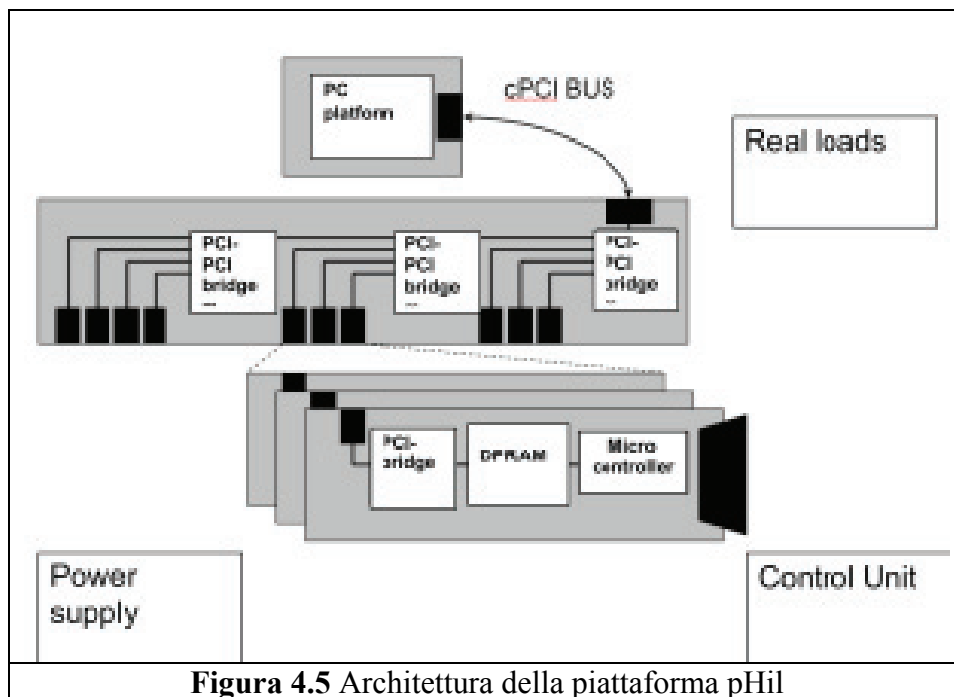 PC
platform
cPCI BUS
Real loads
PCI-
PCI
bridge
...
PCI-
PCI
bridge
...
PCI-
PCI
bridge
...
PCI-
bridge
DPRAM
Micro
controller
Power
supply
Control Unit
Figura 4.5 Architettura della piattaforma pHil